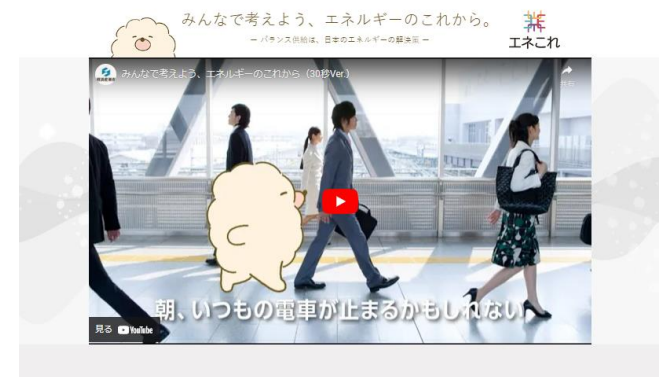 みんなで考えよう、エネルギーのこれから。
ー バランス供給は、日本のエネルギーの解決策 ー
エネこれ
みんなで考えよう、エネルギーのこれから（30秒Ver.）
共有
朝、いつもの電車が止まるかもしれない
見る YouTube